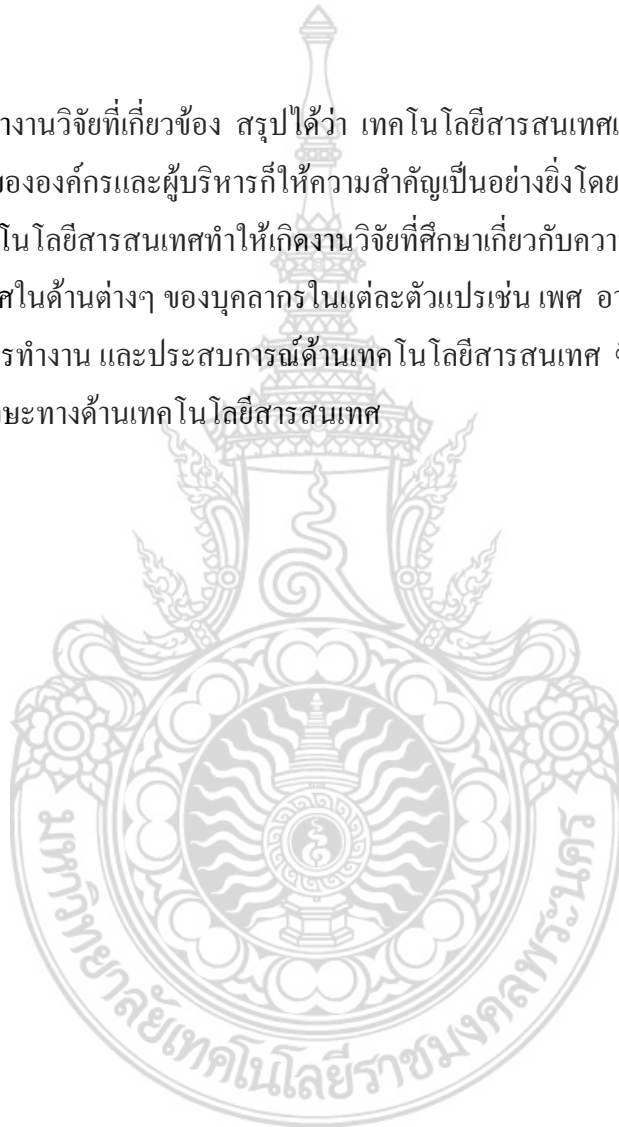 างานวิจัยที่เกี่ยวข้อง สรุปได้ว่า เทคโนโลยีสารสนเทศเ
ององค์กรและผู้บริหารก็ให้ความสำคัญเป็นอย่างยิ่งโดย
โนโลยีสารสนเทศทำให้เกิดงานวิจัยที่ศึกษาเกี่ยวกับควา
ศในด้านต่างๆ ของบุคลากรในแต่ละตัวแปรเช่น เพศ อา
รทำงาน และประสบการณ์ด้านเทคโนโลยีสารสนเทศ
ษะทางด้านเทคโนโลยีสารสนเทศ
มหาวิทยาลัยเทคโนโลยีราชมงคลพระนคร